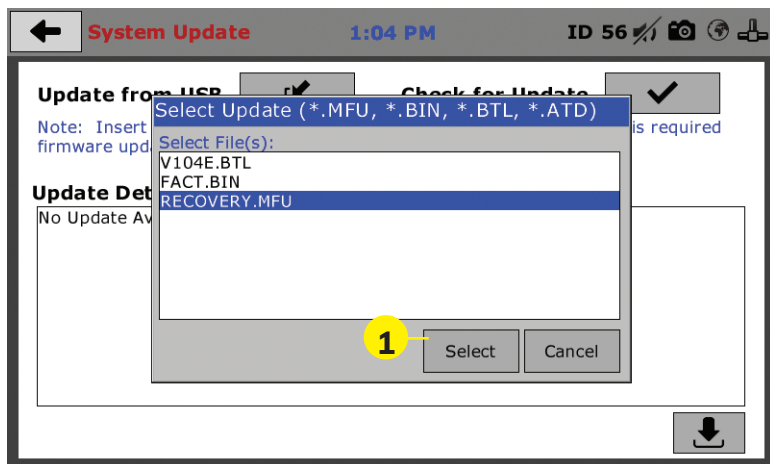 System Update 1:04 PM ID 56
Update from USB Check for Update
Select Update (*.MFU, *.BIN, *.BTL, *.ATD)
Note: Insert is required
firmware upd
Select File(s):
V104E.BTL
FACT.BIN
Update Det
RECOVERY.MFU
No Update Av
1
Select Cancel